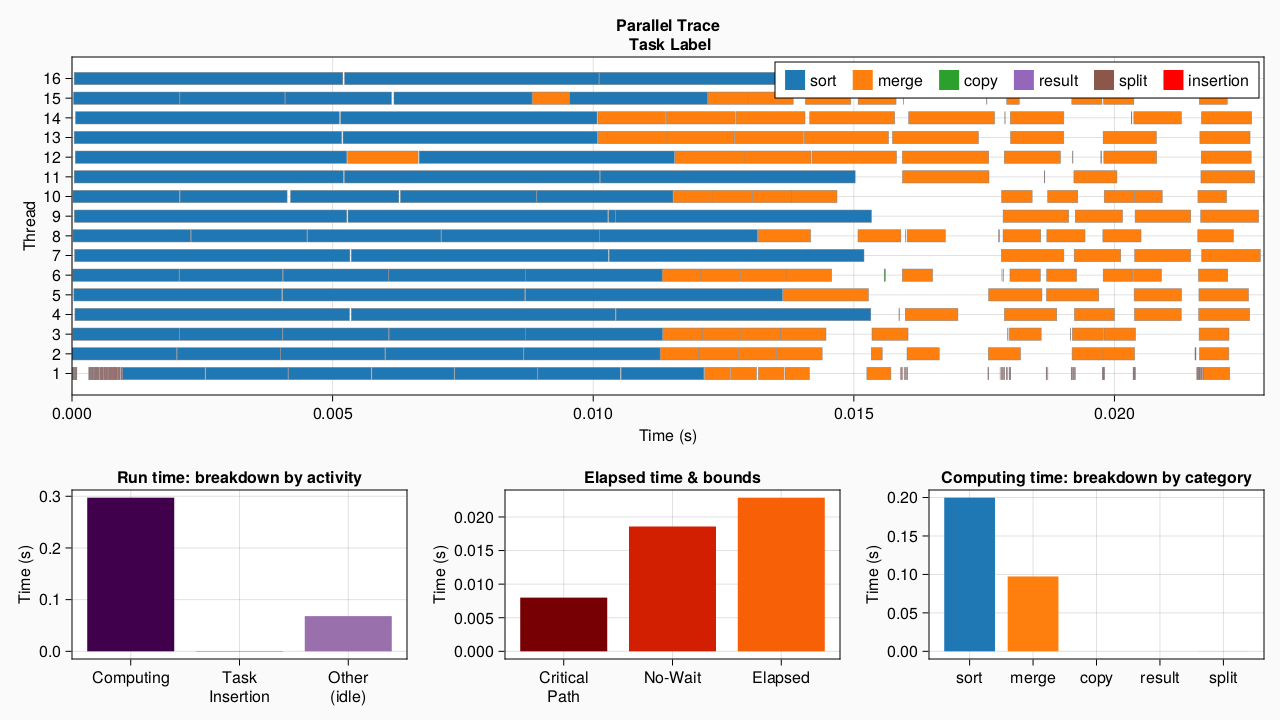 Parallel Trace
Task Label
sort merge copy result split insertion
Thread
16
15
14
13
12
11
10
9
8
7
6
5
4
3
2
1
0.000 0.005 0.010 0.015 0.020
Time (s)
Run time: breakdown by activity
Time (s)
0.3
0.2
0.1
0.0
Computing Task Insertion Other (idle)
Elapsed time & bounds
Time (s)
0.020
0.015
0.010
0.005
0.000
Critical Path No-Wait Elapsed
Computing time: breakdown by category
Time (s)
0.20
0.15
0.10
0.05
0.00
sort merge copy result split